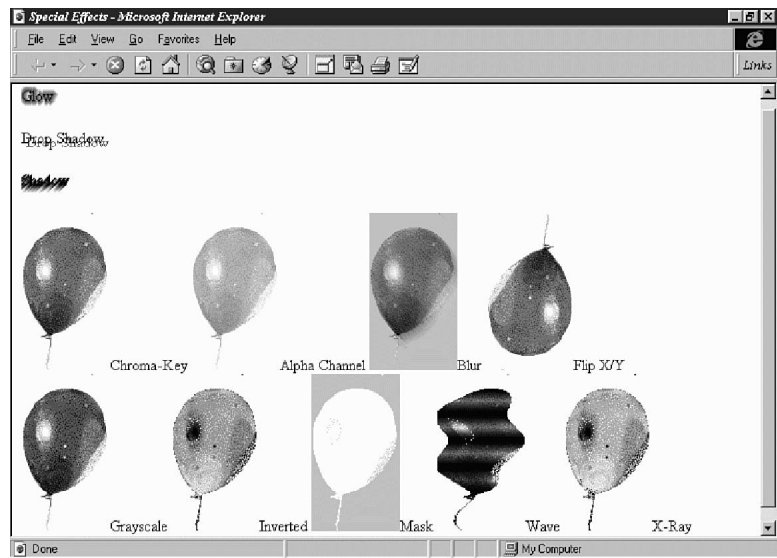 Special Effects - Microsoft Internet Explorer
File Edit View Go Favorites Help
Links
Glow
Drop Shadow
Shadow
Chroma-Key Alpha Channel Blur Flip X/Y
Grayscale Inverted Mask Wave X-Ray
Done My Computer